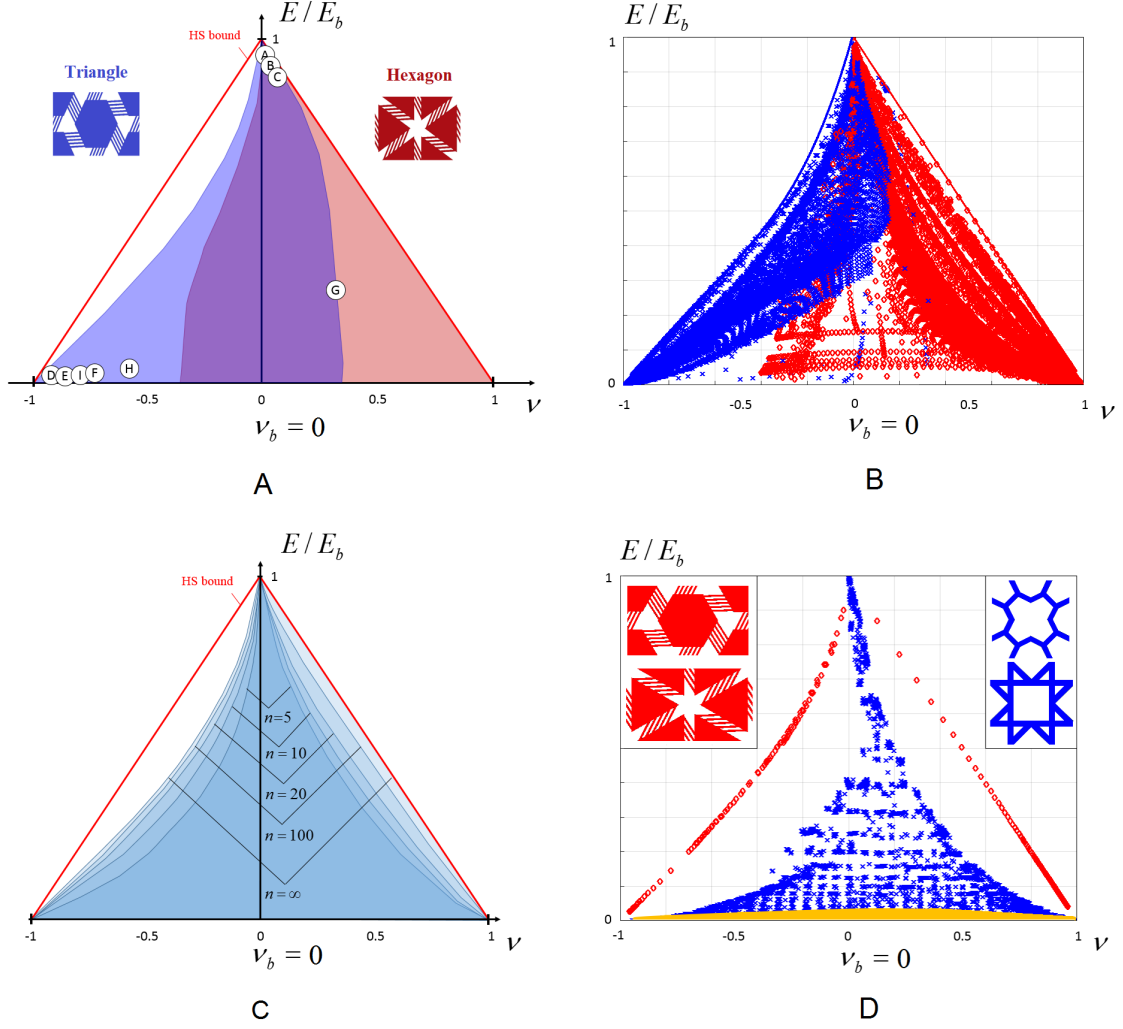 E / E_b
HS bound
1
A
B
C
Triangle
Hexagon
G
D E I F H
-1 -0.5 0 0.5 1 ν
ν_b = 0
A
E / E_b
1
0
-1 -0.5 0 0.5 1 ν
ν_b = 0
B
E / E_b
HS bound
1
n=5
n = 10
n = 20
n = 100
n = ∞
-1 -0.5 0 0.5 1 ν
ν_b = 0
C
E / E_b
1
0
-1 -0.5 0 0.5 1 ν
ν_b = 0
D